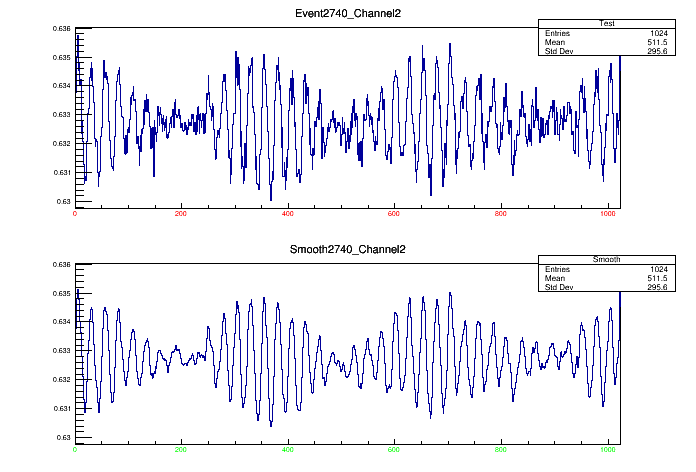 Event2740_Channel2
Test
Entries 1024
Mean 511.5
Std Dev 295.6
0.636
0.635
0.634
0.633
0.632
0.631
0.63
0 200 400 600 800 1000
Smooth2740_Channel2
Smooth
Entries 1024
Mean 511.5
Std Dev 295.6
0.636
0.635
0.634
0.633
0.632
0.631
0.63
0 200 400 600 800 1000